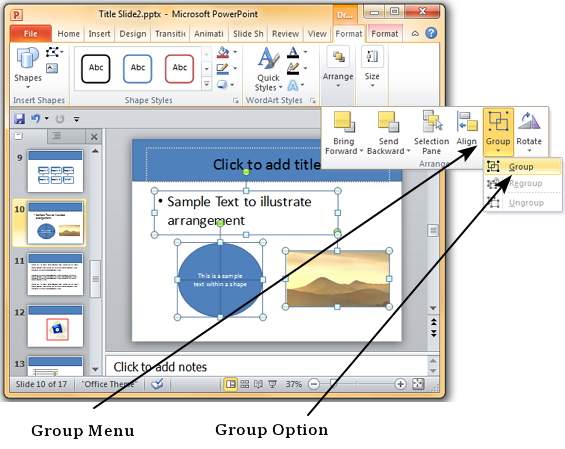 Title Slide2.pptx - Microsoft PowerPoint
Dr...
File Home Insert Design Transitic Animati Slide Sh Review View Format Format
Shapes
Abc Abc Abc
Quick Styles
Arrange
Size
Insert Shapes Shape Styles WordArt Styles
Bring Forward Send Backward Selection Pane Align Group Rotate
Arrange
Group
Regroup
Ungroup
9
10
11
12
13
Click to add title
• Sample Text to illustrate
arrangement
This is a sample
text within a shape
Click to add notes
Slide 10 of 17 "Office Theme" 37%
Group Menu Group Option